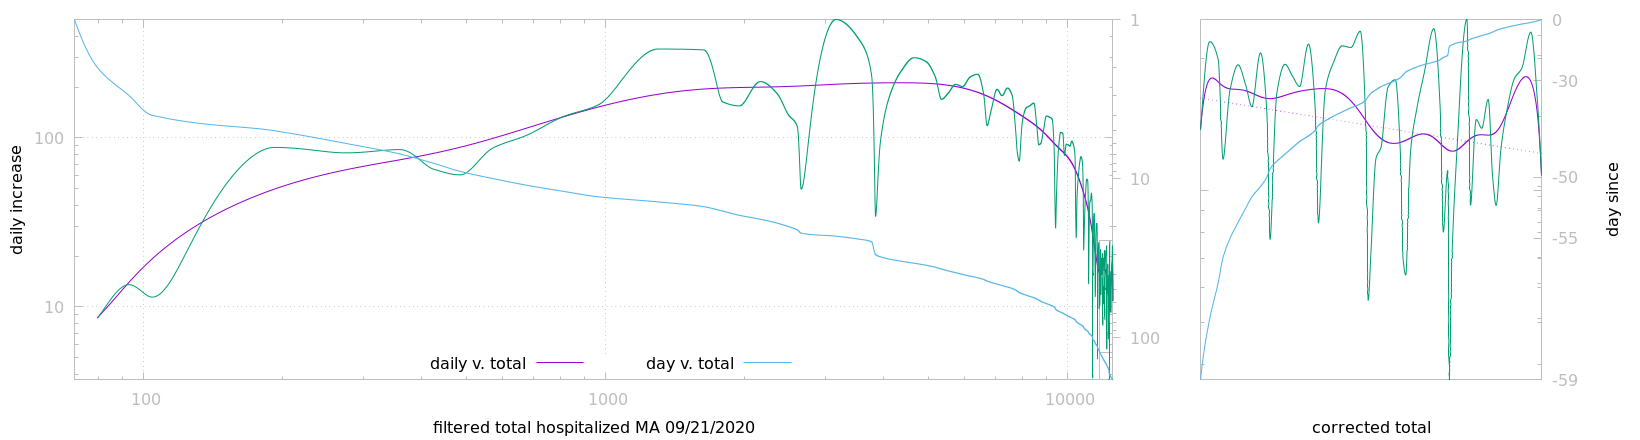 1
0
-30
100
daily increase
10
-50
day since
-55
10
100
daily v. total
day v. total
-59
100
1000
10000
filtered total hospitalized MA 09/21/2020
corrected total